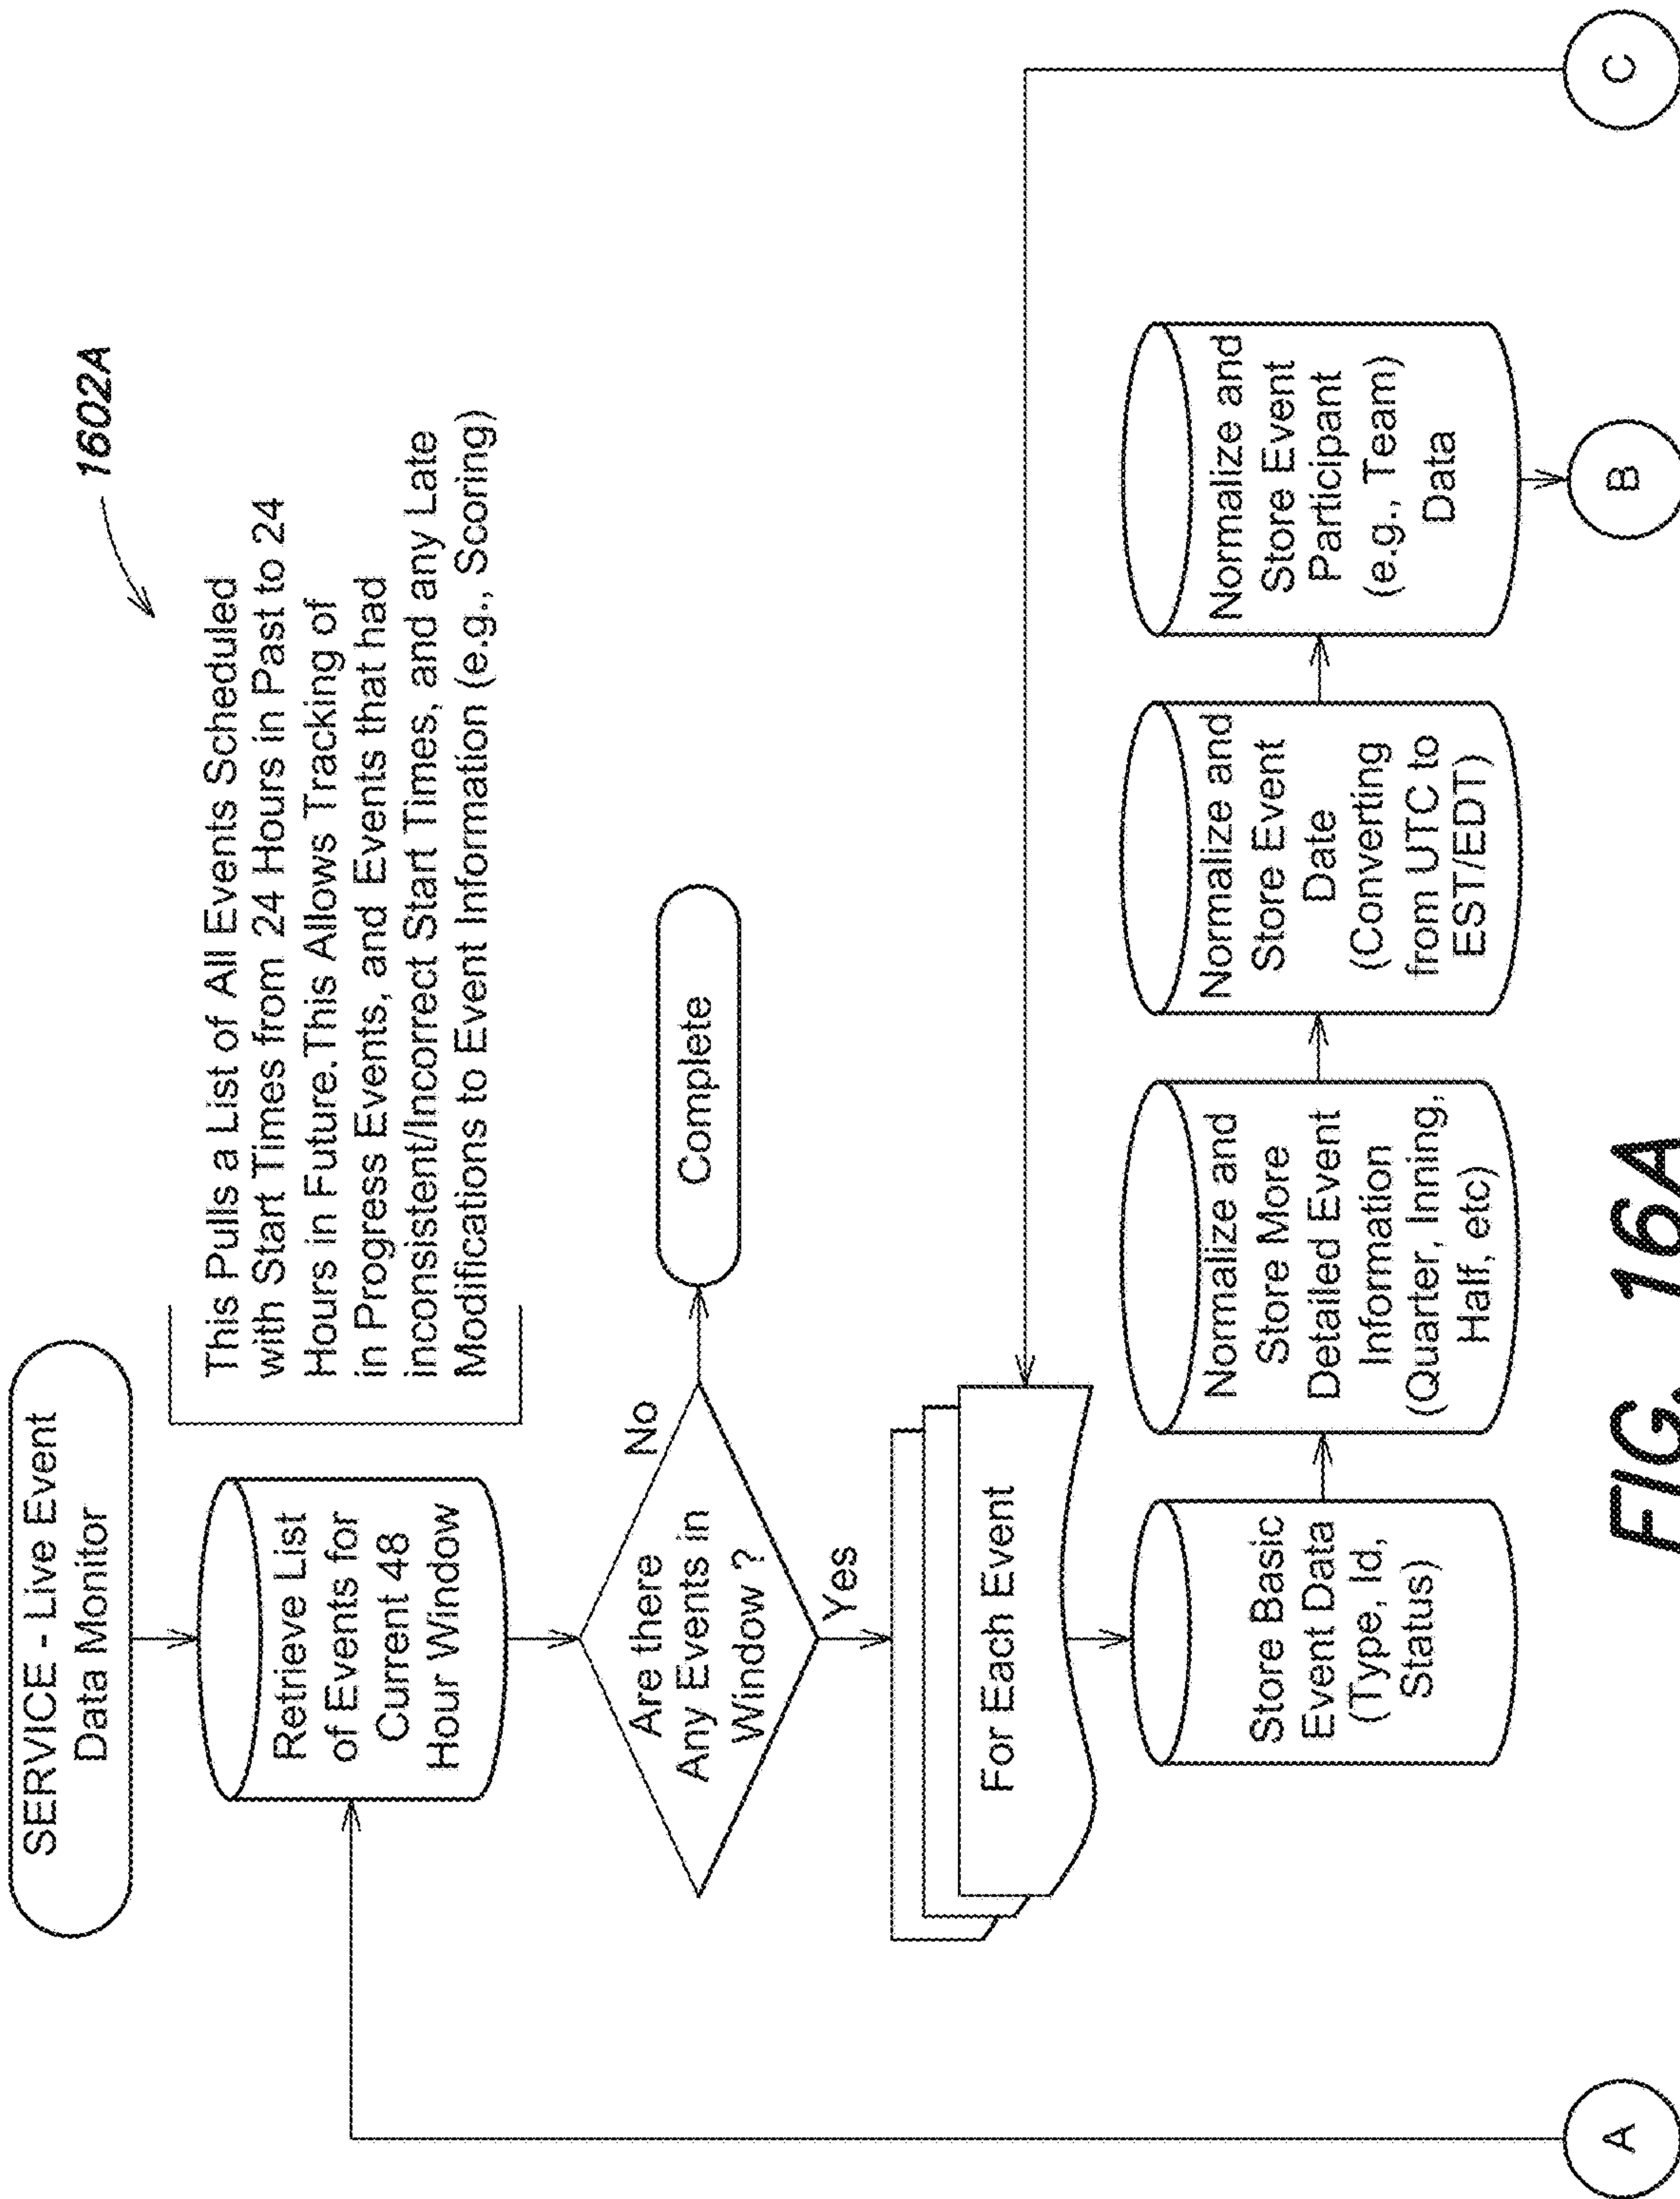 1602A
SERVICE - Live Event
Data Monitor
This Pulls a List of All Events Scheduled
with Start Times from 24 Hours in Past to 24
Hours in Future.This Allows Tracking of
in Progress Events, and Events that had
inconsistent/Incorrect Start Times, and any Late
Modifications to Event Information (e.g., Scoring)
Retrieve List
of Events for
Current 48
Hour Window
Are there
Any Events in
Window ?
No
Complete
Yes
For Each Event
Store Basic
Event Data
(Type, Id,
Status)
Normalize and
Store More
Detailed Event
Information
(Quarter, Inning,
Half, etc)
Normalize and
Store Event
Date
(Converting
from UTC to
EST/EDT)
Normalize and
Store Event
Participant
(e.g., Team)
Data
A
B
C
FIG. 16A